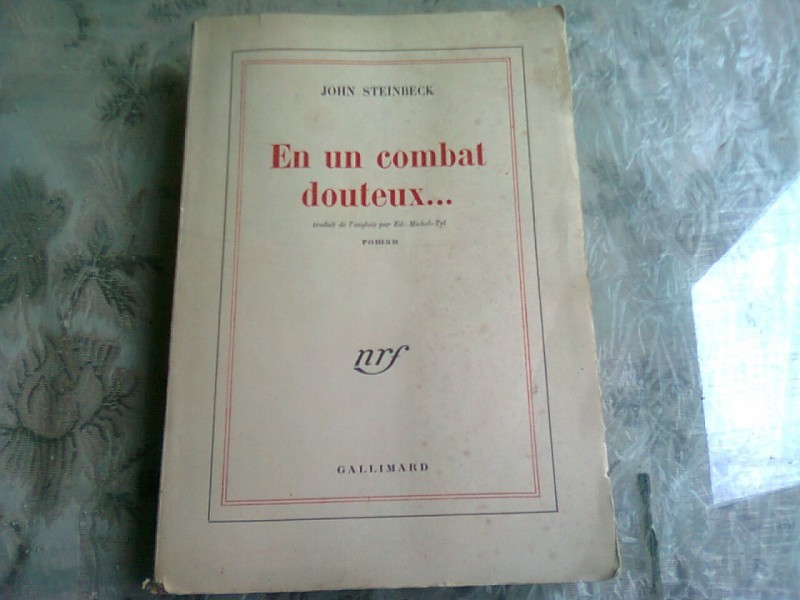 JOHN STEINBECK
En un combat
douteux...
traduit de l'anglais par Ed. Michel-Tyl
roman
nrf
GALLIMARD